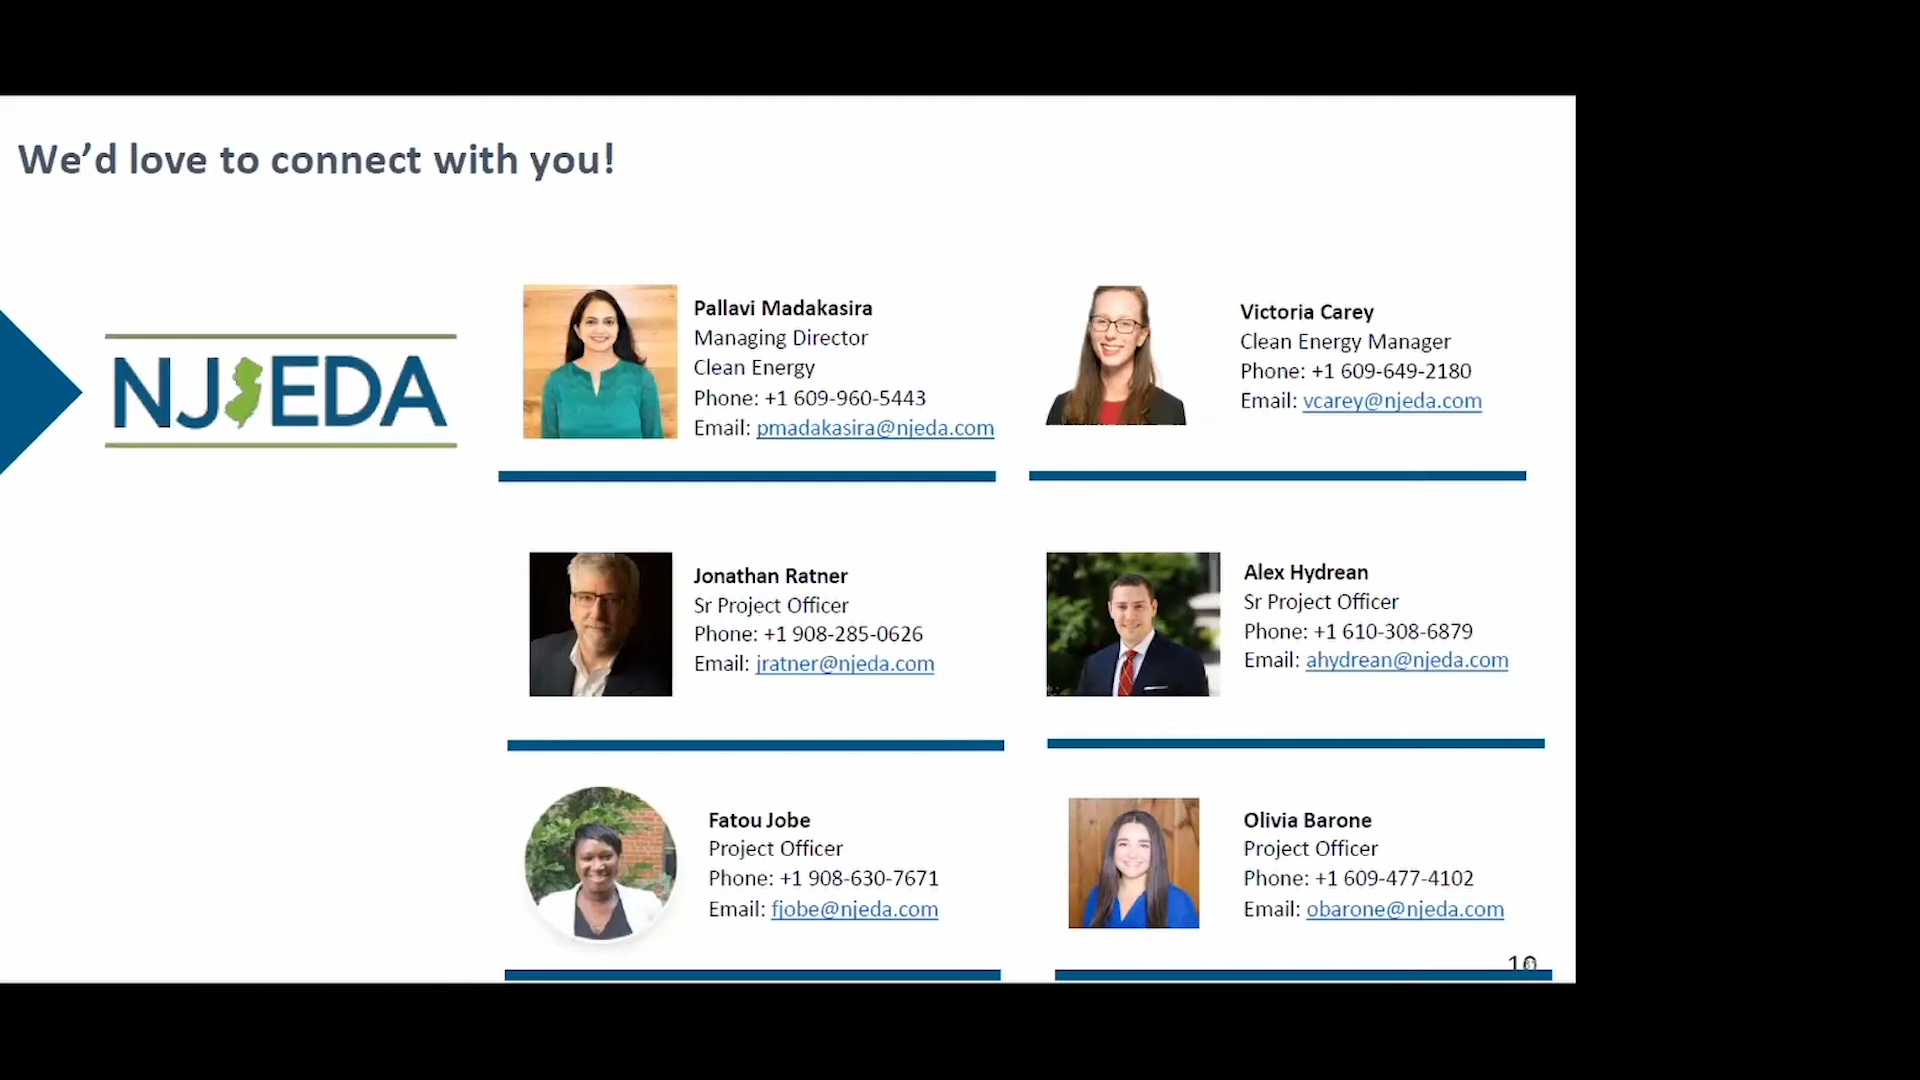 We’d love to connect with you!
NJEDA
Pallavi Madakasira
Managing Director
Clean Energy
Phone: +1 609-960-5443
Email: pmadakasira@njeda.com
Victoria Carey
Clean Energy Manager
Phone: +1 609-649-2180
Email: vcarey@njeda.com
Jonathan Ratner
Sr Project Officer
Phone: +1 908-285-0626
Email: jratner@njeda.com
Alex Hydrean
Sr Project Officer
Phone: +1 610-308-6879
Email: ahydrean@njeda.com
Fatou Jobe
Project Officer
Phone: +1 908-630-7671
Email: fjobe@njeda.com
Olivia Barone
Project Officer
Phone: +1 609-477-4102
Email: obarone@njeda.com